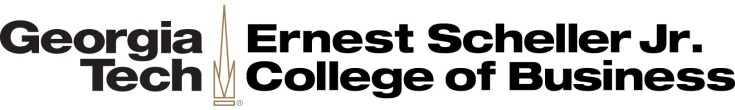 Georgia Tech
®
Ernest Scheller Jr.
College of Business